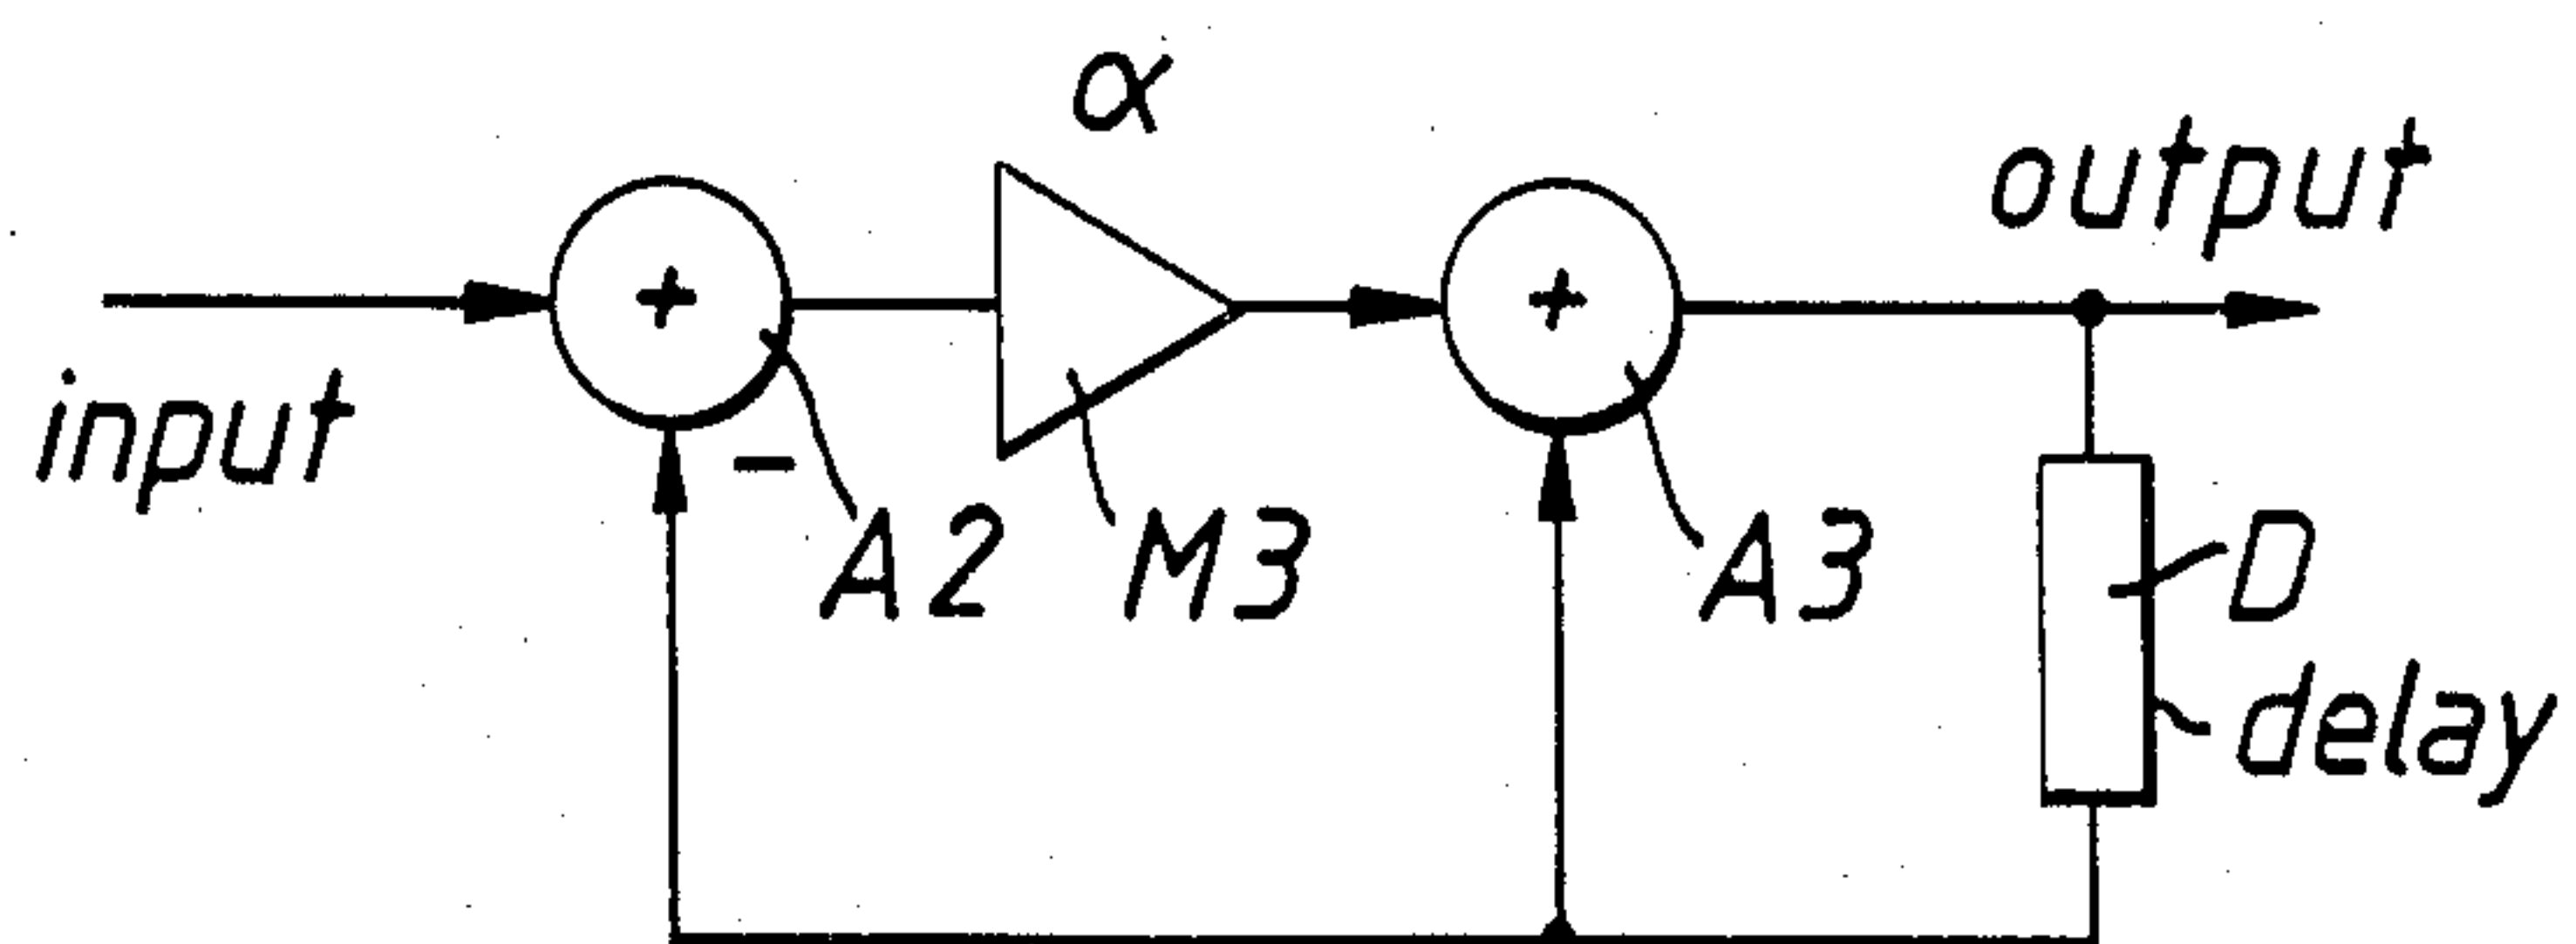 α
output
+
+
input
-
A2
M3
A3
D
delay